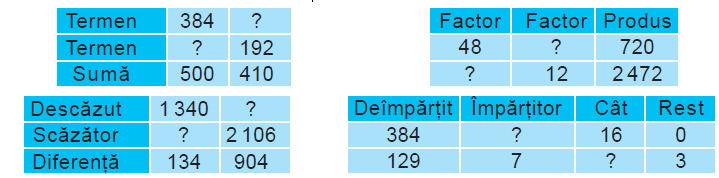 Termen 384 ?
Termen ? 192
Sumă 500 410
Factor Factor Produs
48 ? 720
? 12 2 472
Descăzut 1 340 ?
Scăzător ? 2 106
Diferență 134 904
Deîmpărțit Împărțitor Cât Rest
384 ? 16 0
129 7 ? 3